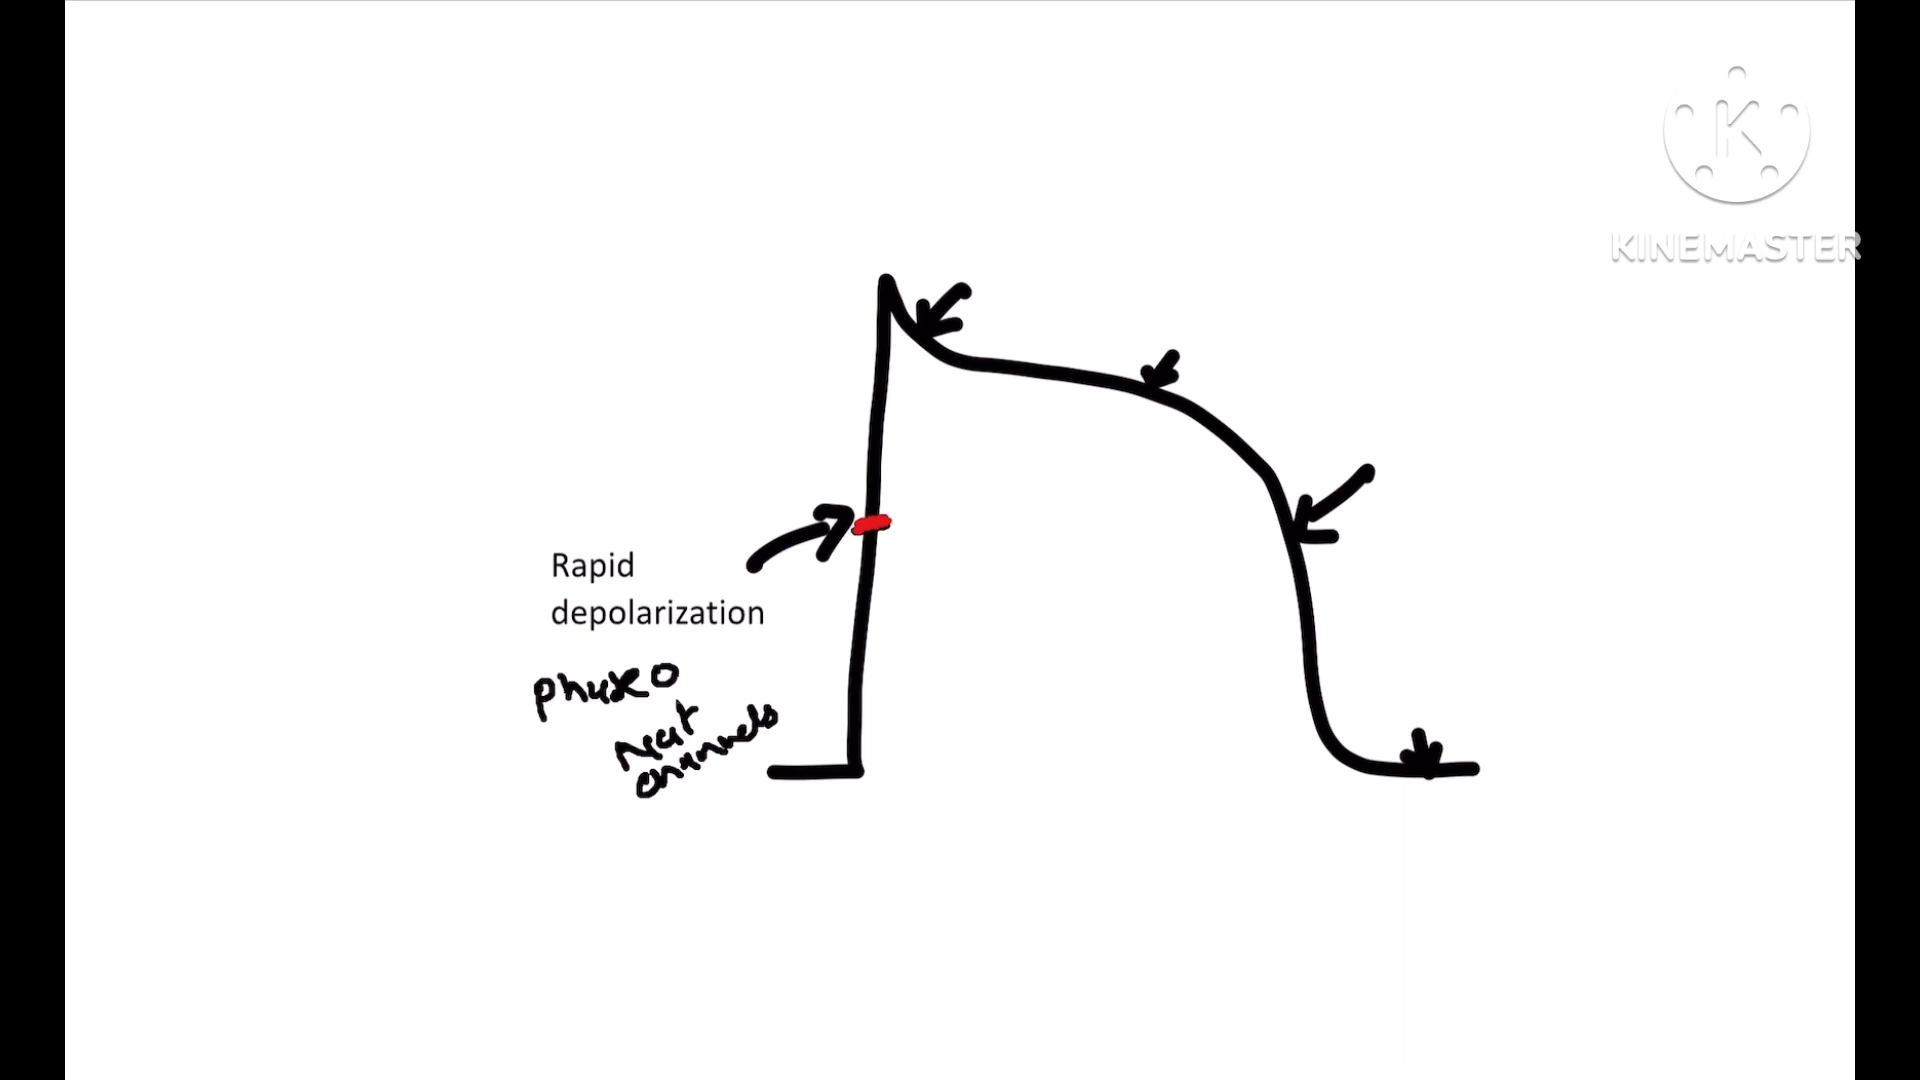 KINEMASTER
Rapid
depolarization
phase 0
Na+
channels